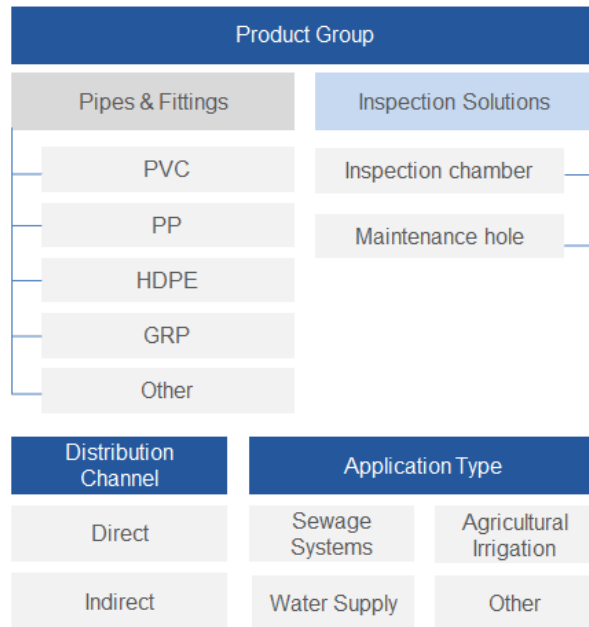 Product Group
Pipes & Fittings
Inspection Solutions
PVC
Inspection chamber
PP
Maintenance hole
HDPE
GRP
Other
Distribution
Channel
Application Type
Direct
Sewage
Systems
Agricultural
Irrigation
Indirect
Water Supply
Other